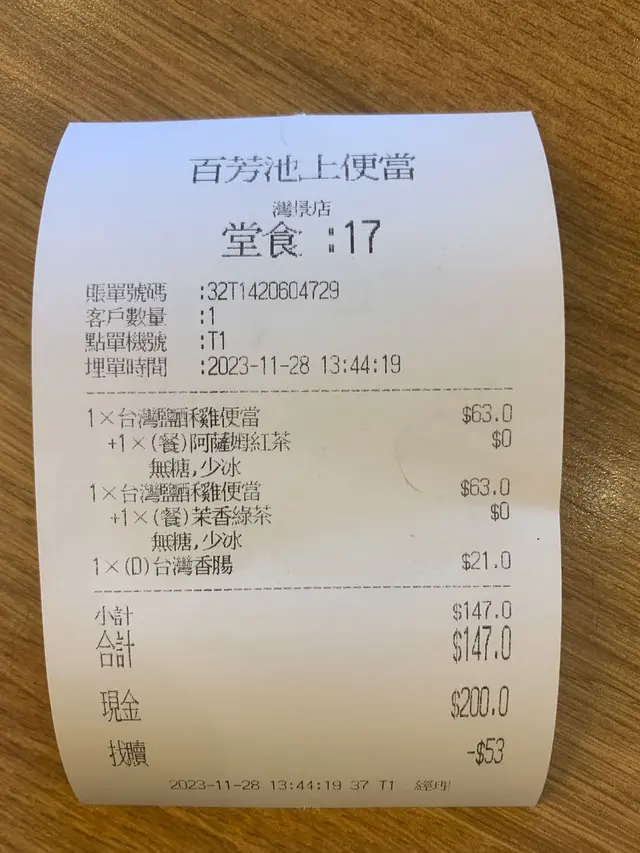 百芳池上便當
灣景店
堂食 :17
賬單號碼 :32T1420604729
客戶數量 :1
點單機號 :T1
埋單時間 :2023-11-28 13:44:19
1×台灣鹽酥雞便當 $63.0
+1×(餐)阿薩姆紅茶 $0
無糖,少冰
1×台灣鹽酥雞便當 $63.0
+1×(餐)茉香綠茶 $0
無糖,少冰
1×(D)台灣香腸 $21.0
小計 $147.0
合計 $147.0
現金 $200.0
找贖 -$53
2023-11-28 13:44:19 37 T1 經理